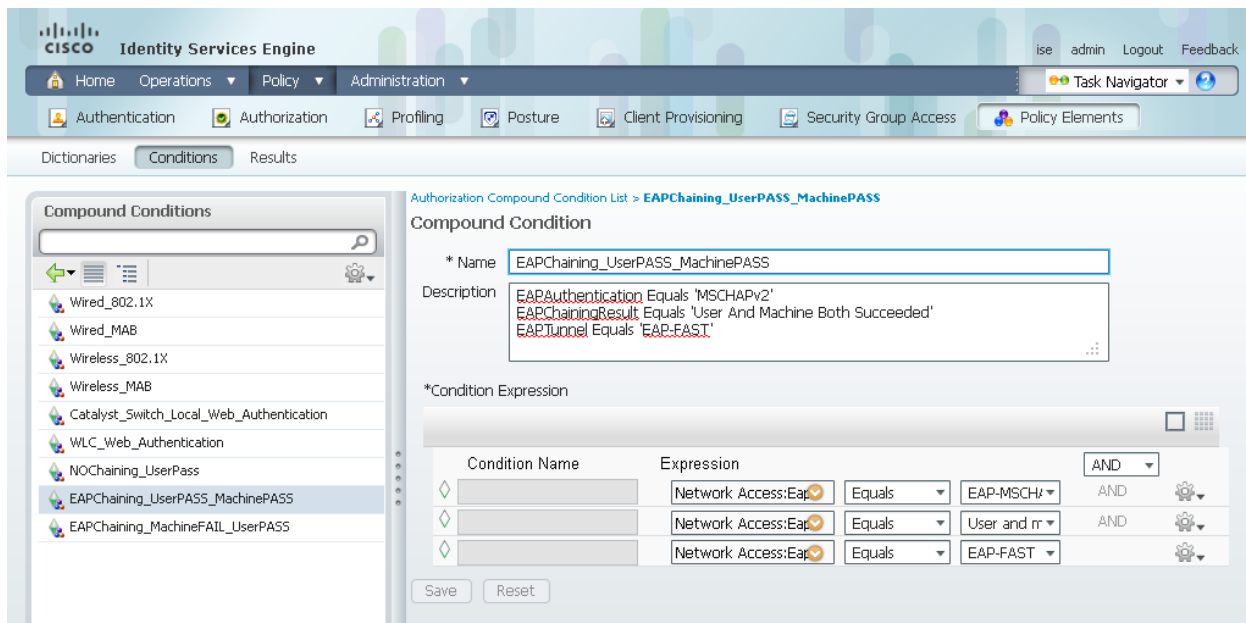 CISCO Identity Services Engine
ise admin Logout Feedback
Home Operations Policy Administration
Task Navigator
Authentication Authorization Profiling Posture Client Provisioning Security Group Access Policy Elements
Dictionaries Conditions Results
Compound Conditions
Wired_802.1X
Wired_MAB
Wireless_802.1X
Wireless_MAB
Catalyst_Switch_Local_Web_Authentication
WLC_Web_Authentication
NOChaining_UserPass
EAPChaining_UserPASS_MachinePASS
EAPChaining_MachineFAIL_UserPASS
Authorization Compound Condition List > EAPChaining_UserPASS_MachinePASS
Compound Condition
* Name EAPChaining_UserPASS_MachinePASS
Description EAPAuthentication Equals 'MSCHAPv2'
EAPChainingResult Equals 'User And Machine Both Succeeded'
EAPTunnel Equals 'EAP-FAST'
*Condition Expression
Condition Name Expression AND
Network Access:Eap Equals EAP-MSCH AND
Network Access:Eap Equals User and AND
Network Access:Eap Equals EAP-FAST
Save Reset